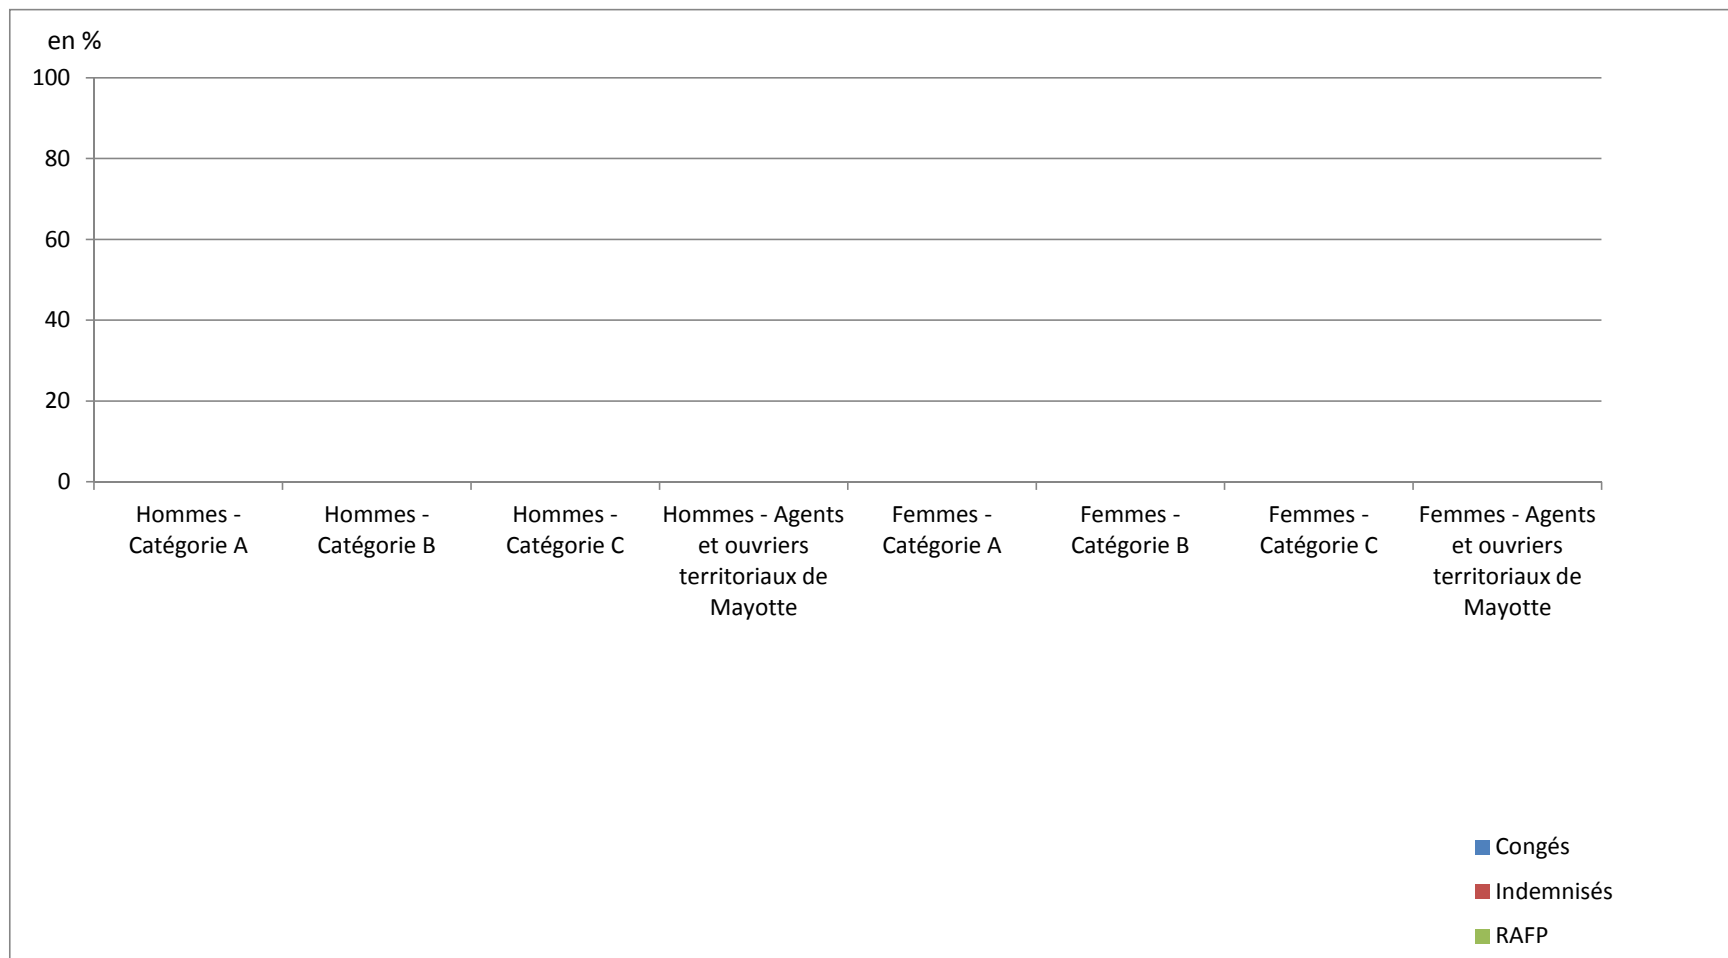 en %
100
80
60
40
20
0
Hommes -
Catégorie A
Hommes -
Catégorie B
Hommes -
Catégorie C
Hommes - Agents
et ouvriers
territoriaux de
Mayotte
Femmes -
Catégorie A
Femmes -
Catégorie B
Femmes -
Catégorie C
Femmes - Agents
et ouvriers
territoriaux de
Mayotte
Congés
Indemnisés
RAFP